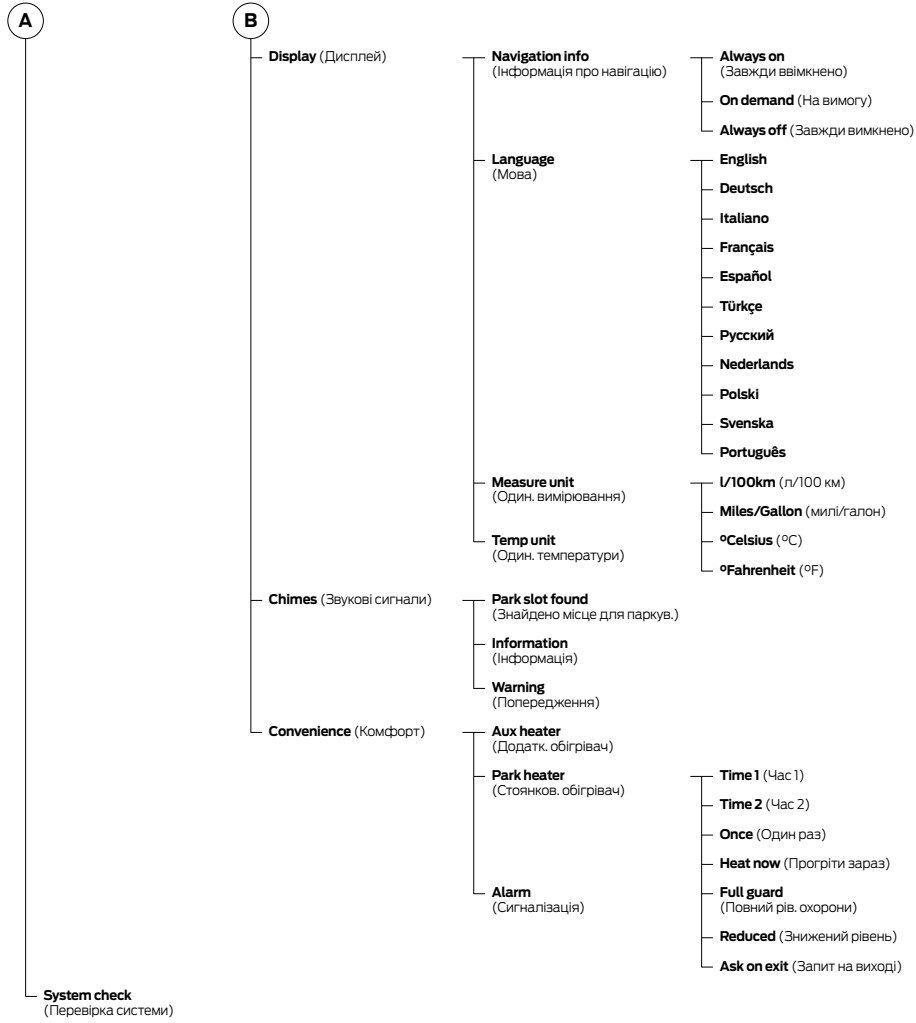 A
B
Display (Дисплей)
Navigation info
(Інформація про навігацію)
Always on
(Завжди ввімкнено)
On demand (На вимогу)
Always off (Завжди вимкнено)
Language
(Мова)
English
Deutsch
Italiano
Français
Español
Türkçe
Русский
Nederlands
Polski
Svenska
Português
Measure unit
(Один. вимірювання)
l/100km (л/100 км)
Miles/Gallon (милі/галон)
Temp unit
(Один. температури)
ºCelsius (ºC)
ºFahrenheit (ºF)
Chimes (Звукові сигнали)
Park slot found
(Знайдено місце для паркув.)
Information
(Інформація)
Warning
(Попередження)
Convenience (Комфорт)
Aux heater
(Додатк. обігрівач)
Park heater
(Стоянков. обігрівач)
Time 1 (Час 1)
Time 2 (Час 2)
Once (Один раз)
Heat now (Прогріти зараз)
Alarm
(Сигналізація)
Full guard
(Повний рів. охорони)
Reduced (Знижений рівень)
Ask on exit (Запит на виході)
System check
(Перевірка системи)